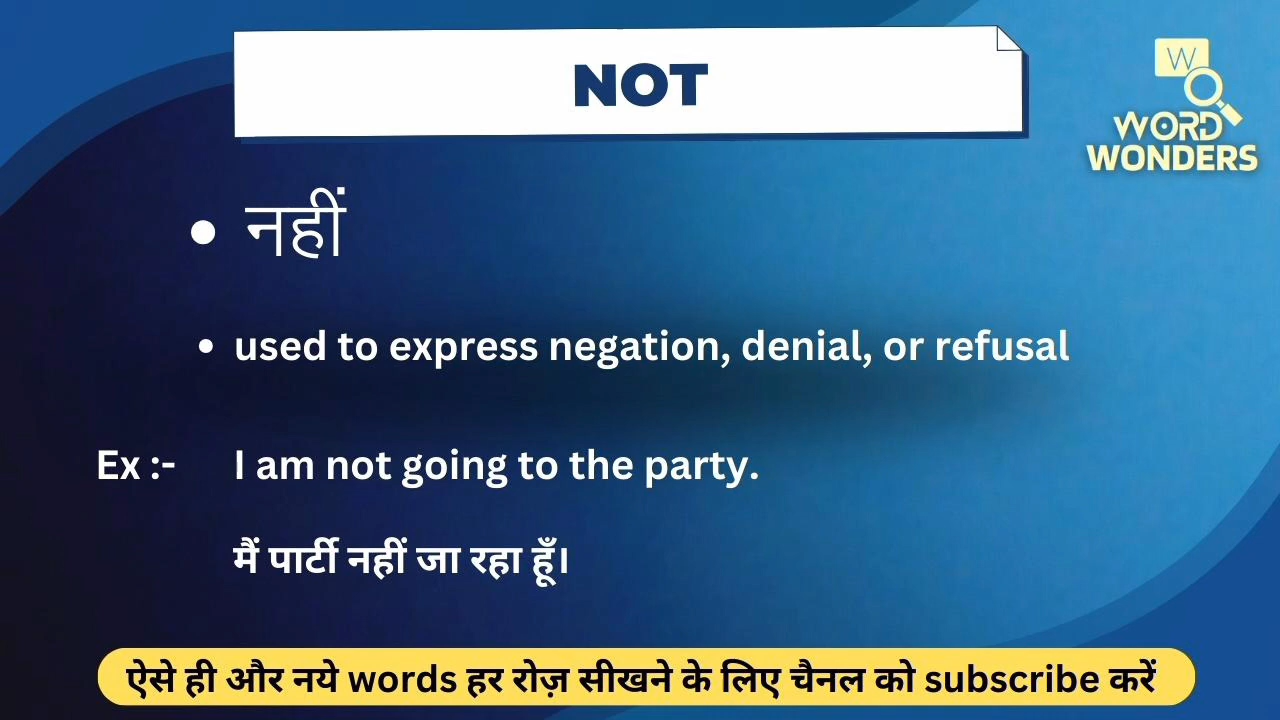 NOT
W
WORD
WONDERS
• नहीं
• used to express negation, denial, or refusal
Ex :- I am not going to the party.
मैं पार्टी नहीं जा रहा हूँ।
ऐसे ही और नये words हर रोज़ सीखने के लिए चैनल को subscribe करें